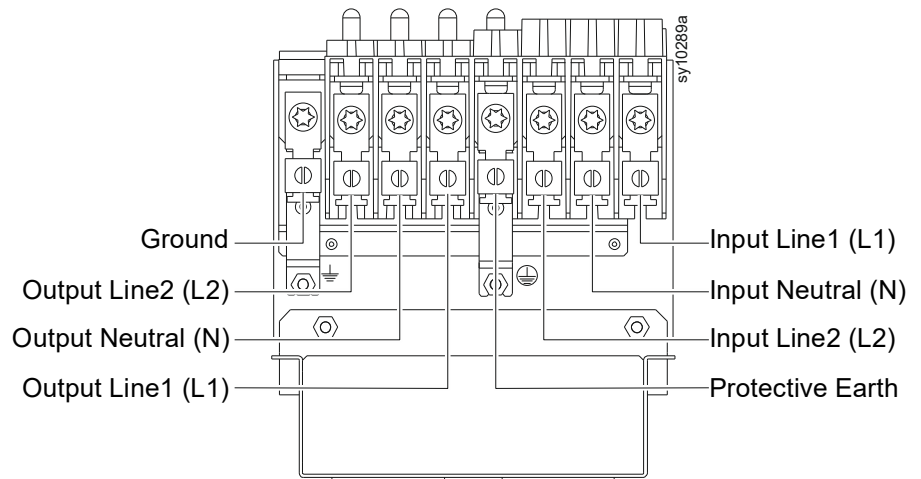 sy10289a
Ground
Output Line2 (L2)
Output Neutral (N)
Output Line1 (L1)
Input Line1 (L1)
Input Neutral (N)
Input Line2 (L2)
Protective Earth